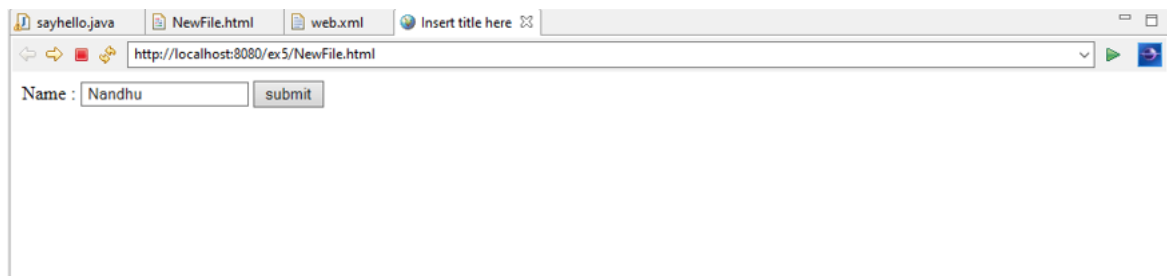 sayhello.java NewFile.html web.xml Insert title here
http://localhost:8080/ex5/NewFile.html
Name : Nandhu submit